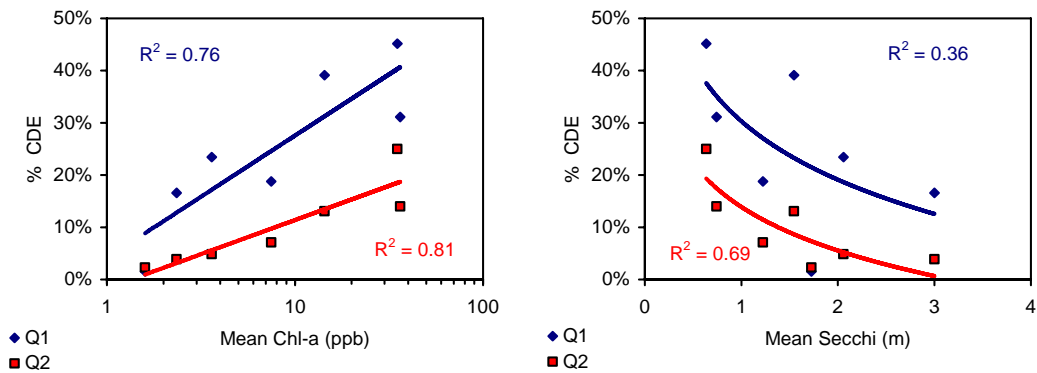 50%
40%
30%
20%
10%
0%
% CDE
R² = 0.76
R² = 0.81
1
10
100
Mean Chl-a (ppb)
Q1
Q2
50%
40%
30%
20%
10%
0%
% CDE
R² = 0.36
R² = 0.69
0
1
2
3
4
Mean Secchi (m)
Q1
Q2